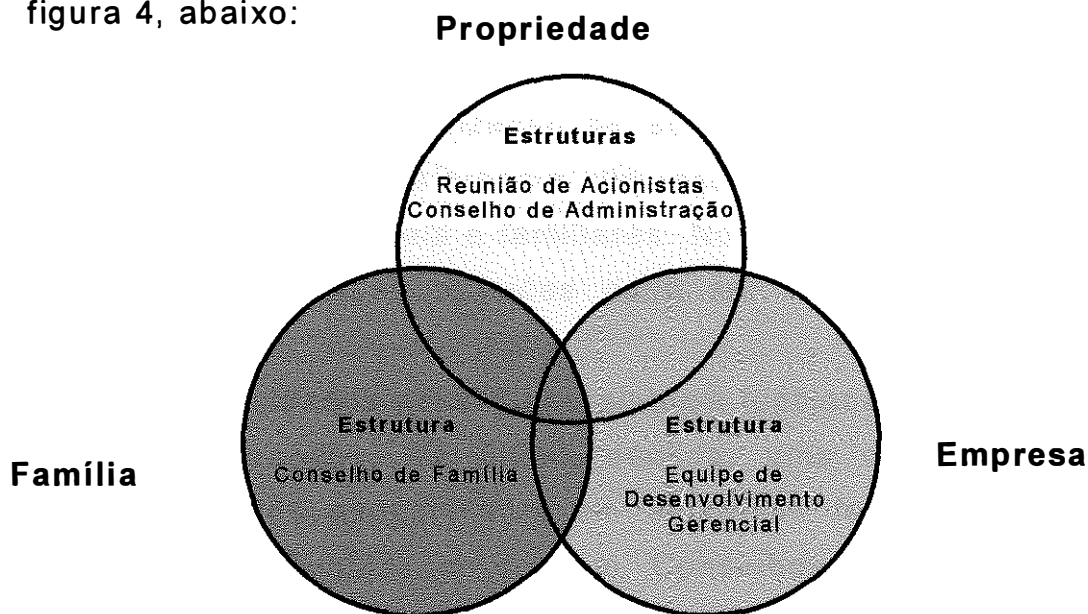 figura 4, abaixo:
Propriedade
Estruturas
Reunião de Acionistas
Conselho de Administração
Estrutura
Conselho de Família
Família
Estrutura
Equipe de
Desenvolvimento
Gerencial
Empresa